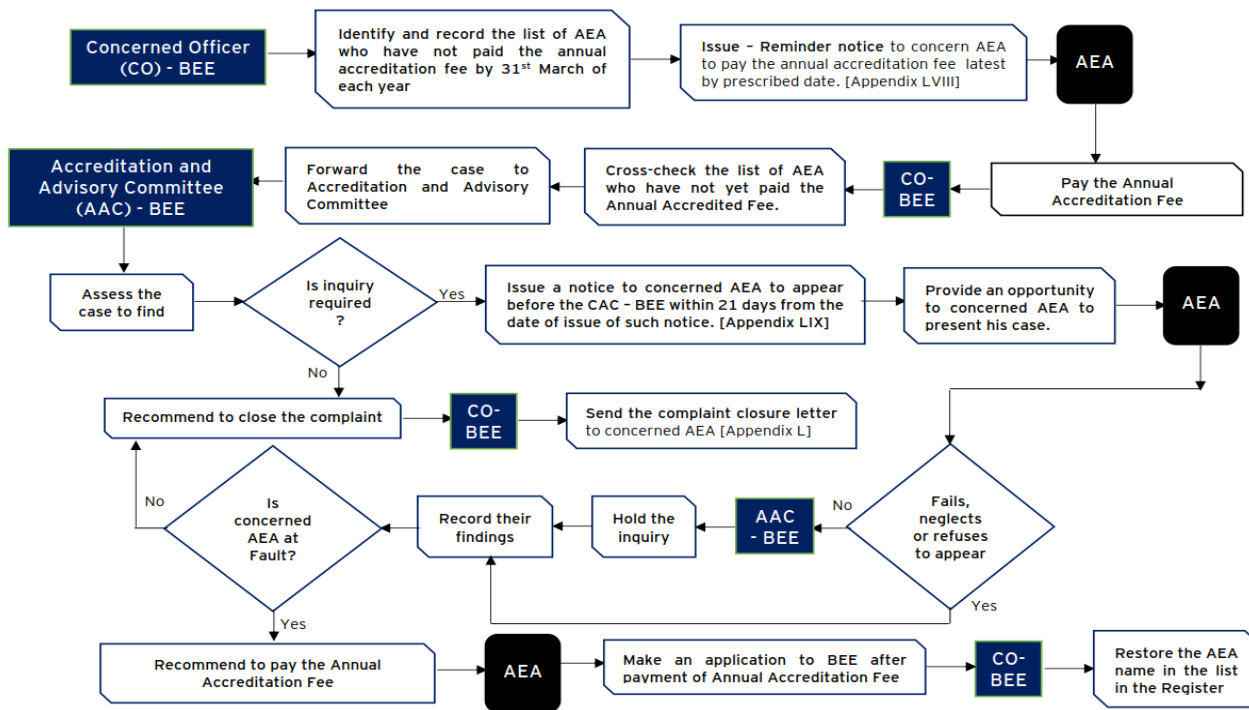 Concerned Officer
(CO) - BEE
Identify and record the list of AEA
who have not paid the annual
accreditation fee by 31st March of
each year
Issue – Reminder notice to concern AEA
to pay the annual accreditation fee latest
by prescribed date. [Appendix LVIII]
AEA
Accreditation and
Advisory Committee
(AAC) - BEE
Forward the case to
Accreditation and Advisory
Committee
Cross-check the list of AEA
who have not yet paid the
Annual Accredited Fee.
CO-
BEE
Pay the Annual
Accreditation Fee
Assess the
case to find
Is inquiry
required
?
Yes
Issue a notice to concerned AEA to appear
before the CAC – BEE within 21 days from the
date of issue of such notice. [Appendix LIX]
Provide an opportunity
to concerned AEA to
present his case.
AEA
No
Recommend to close the complaint
CO-
BEE
Send the complaint closure letter
to concerned AEA [Appendix L]
No
Is
concerned
AEA at
Fault?
Record their
findings
Hold the
inquiry
AAC
- BEE
No
Fails,
neglects
or refuses
to appear
Yes
Yes
Recommend to pay the Annual
Accreditation Fee
AEA
Make an application to BEE after
payment of Annual Accreditation Fee
CO-
BEE
Restore the AEA
name in the list
in the Register